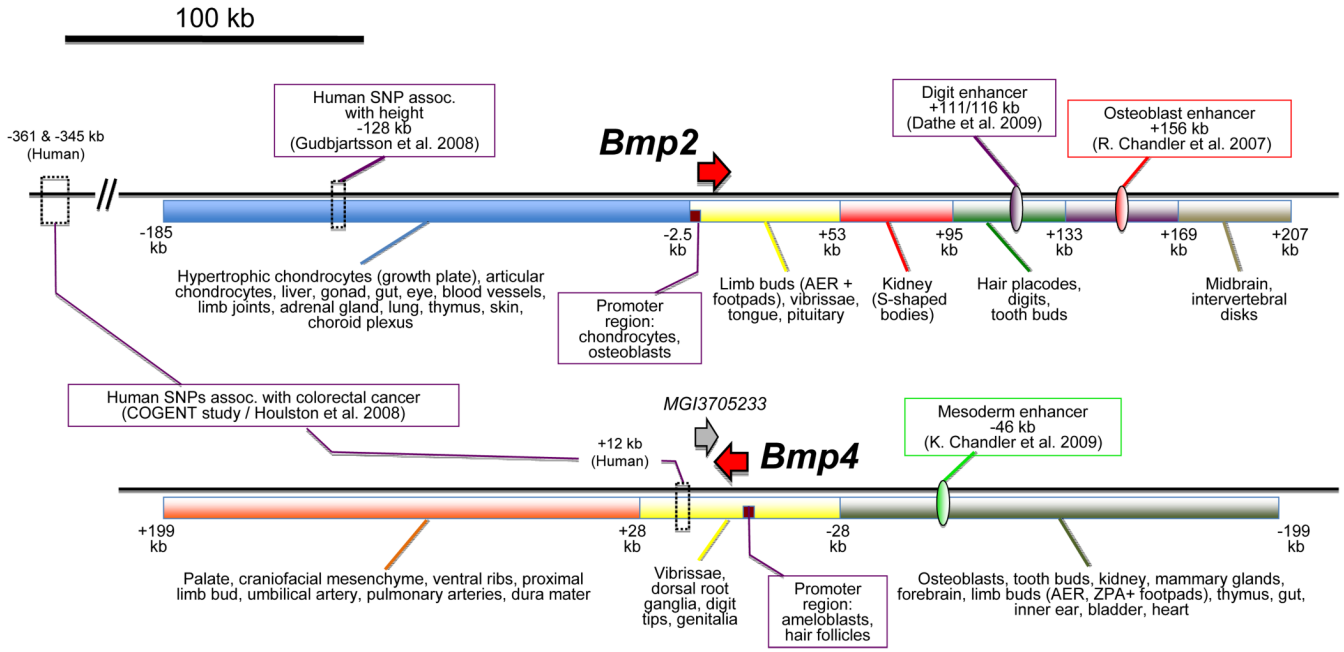 100 kb
-361 & -345 kb
(Human)
Human SNP assoc.
with height
-128 kb
(Gudbjartsson et al. 2008)
Bmp2
Digit enhancer
+111/116 kb
(Dathe et al. 2009)
Osteoblast enhancer
+156 kb
(R. Chandler et al. 2007)
-185
kb
-2.5
kb
+53
kb
+95
kb
+133
kb
+169
kb
+207
kb
Hypertrophic chondrocytes (growth plate), articular
chondrocytes, liver, gonad, gut, eye, blood vessels,
limb joints, adrenal gland, lung, thymus, skin,
choroid plexus
Promoter
region:
chondrocytes,
osteoblasts
Limb buds (AER +
footpads), vibrissae,
tongue, pituitary
Kidney
(S-shaped
bodies)
Hair placodes,
digits,
tooth buds
Midbrain,
intervertebral
disks
Human SNPs assoc. with colorectal cancer
(COGENT study / Houlston et al. 2008)
MGI3705233
+12 kb
(Human)
Bmp4
Mesoderm enhancer
-46 kb
(K. Chandler et al. 2009)
+199
kb
+28
kb
-28
kb
-199
kb
Palate, craniofacial mesenchyme, ventral ribs, proximal
limb bud, umbilical artery, pulmonary arteries, dura mater
Vibrissae,
dorsal root
ganglia, digit
tips, genitalia
Promoter
region:
ameloblasts,
hair follicles
Osteoblasts, tooth buds, kidney, mammary glands,
forebrain, limb buds (AER, ZPA+ footpads), thymus, gut,
inner ear, bladder, heart